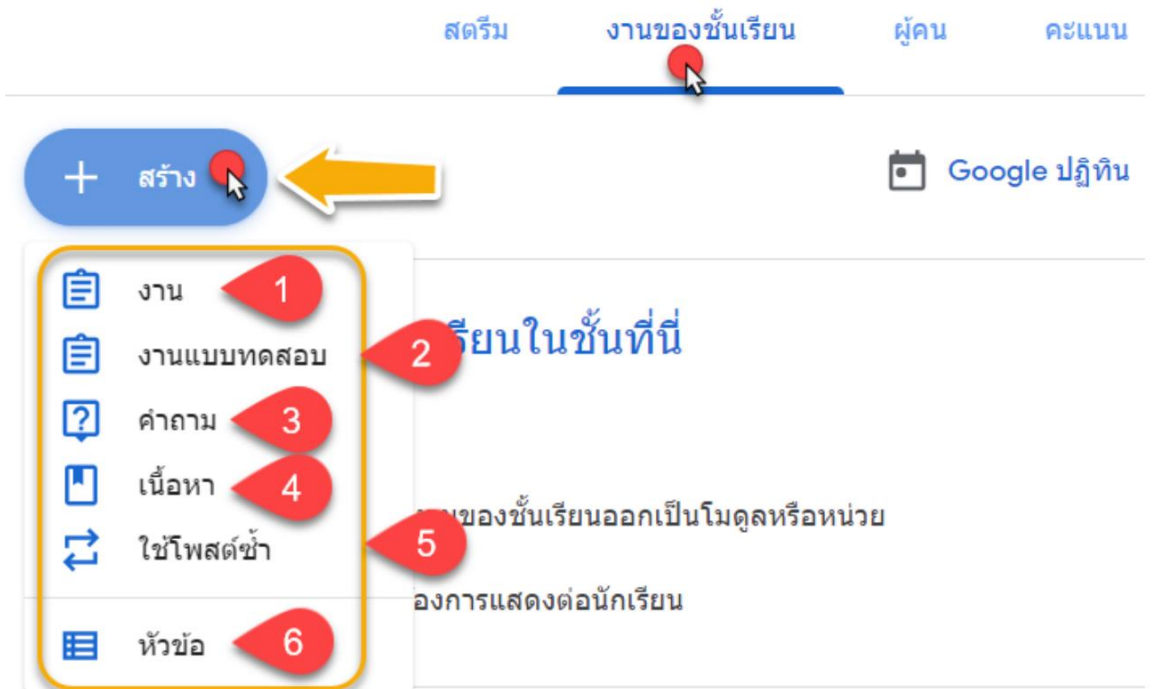 สตรีม งานของชั้นเรียน ผู้คน คะแนน
+ สร้าง
Google ปฏิทิน
งาน 1
งานแบบทดสอบ 2
รียนในชั้นที่นี่
คำถาม 3
เนื้อหา 4
ของชั้นเรียนออกเป็นโมดูลหรือหน่วย
ใช้โพสต์ซ้ำ 5
องการแสดงต่อนักเรียน
หัวข้อ 6